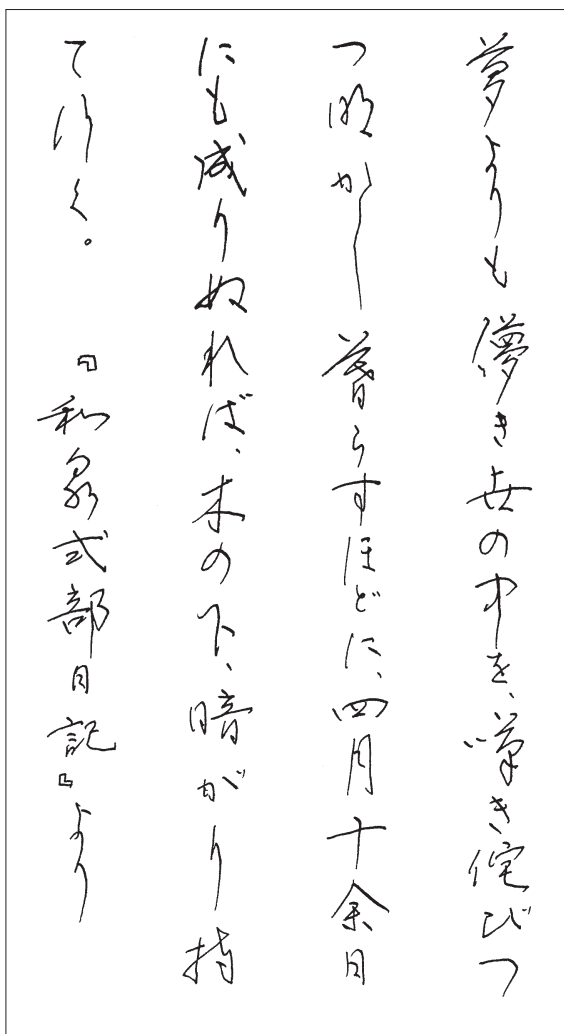 夢よりも儚き世の中を、嘆き侘びつ
つ明かし暮らすほどに、四月十余日
にも成りぬれば、木の下、暗がり持
て行く。 『和泉式部日記』より